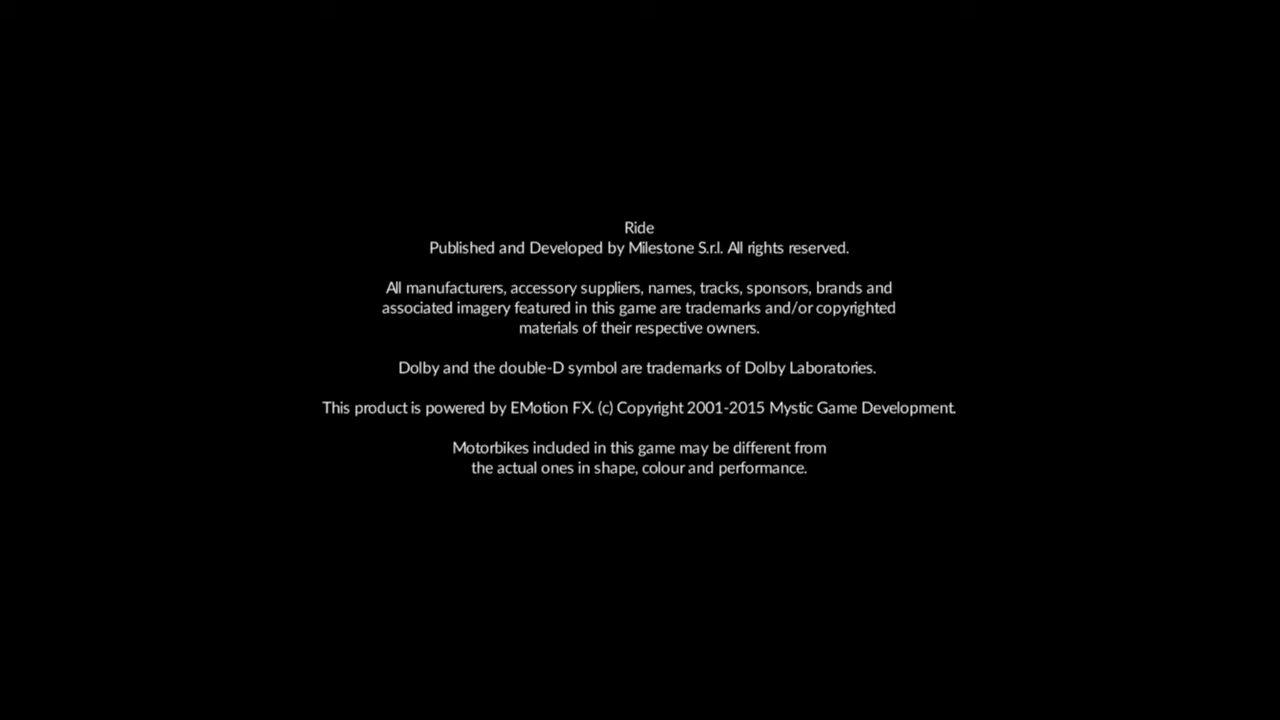 Ride
Published and Developed by Milestone S.r.l. All rights reserved.
All manufacturers, accessory suppliers, names, tracks, sponsors, brands and
associated imagery featured in this game are trademarks and/or copyrighted
materials of their respective owners.
Dolby and the double-D symbol are trademarks of Dolby Laboratories.
This product is powered by EMotion FX. (c) Copyright 2001-2015 Mystic Game Development.
Motorbikes included in this game may be different from
the actual ones in shape, colour and performance.